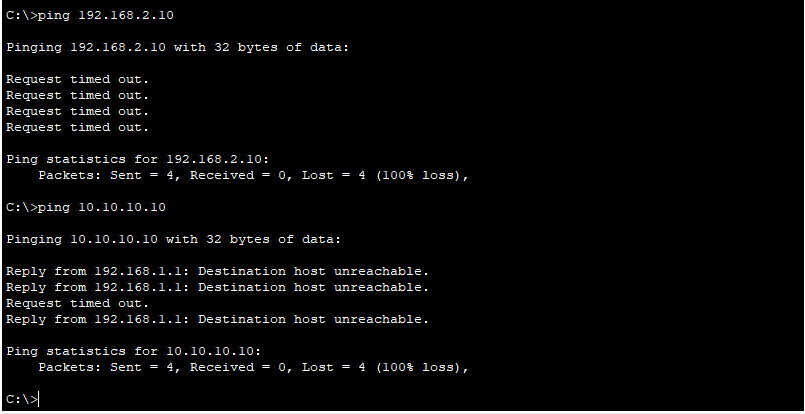 C:\>ping 192.168.2.10
Pinging 192.168.2.10 with 32 bytes of data:
Request timed out.
Request timed out.
Request timed out.
Request timed out.
Ping statistics for 192.168.2.10:
Packets: Sent = 4, Received = 0, Lost = 4 (100% loss),
C:\>ping 10.10.10.10
Pinging 10.10.10.10 with 32 bytes of data:
Reply from 192.168.1.1: Destination host unreachable.
Reply from 192.168.1.1: Destination host unreachable.
Request timed out.
Reply from 192.168.1.1: Destination host unreachable.
Ping statistics for 10.10.10.10:
Packets: Sent = 4, Received = 0, Lost = 4 (100% loss),
C:\>